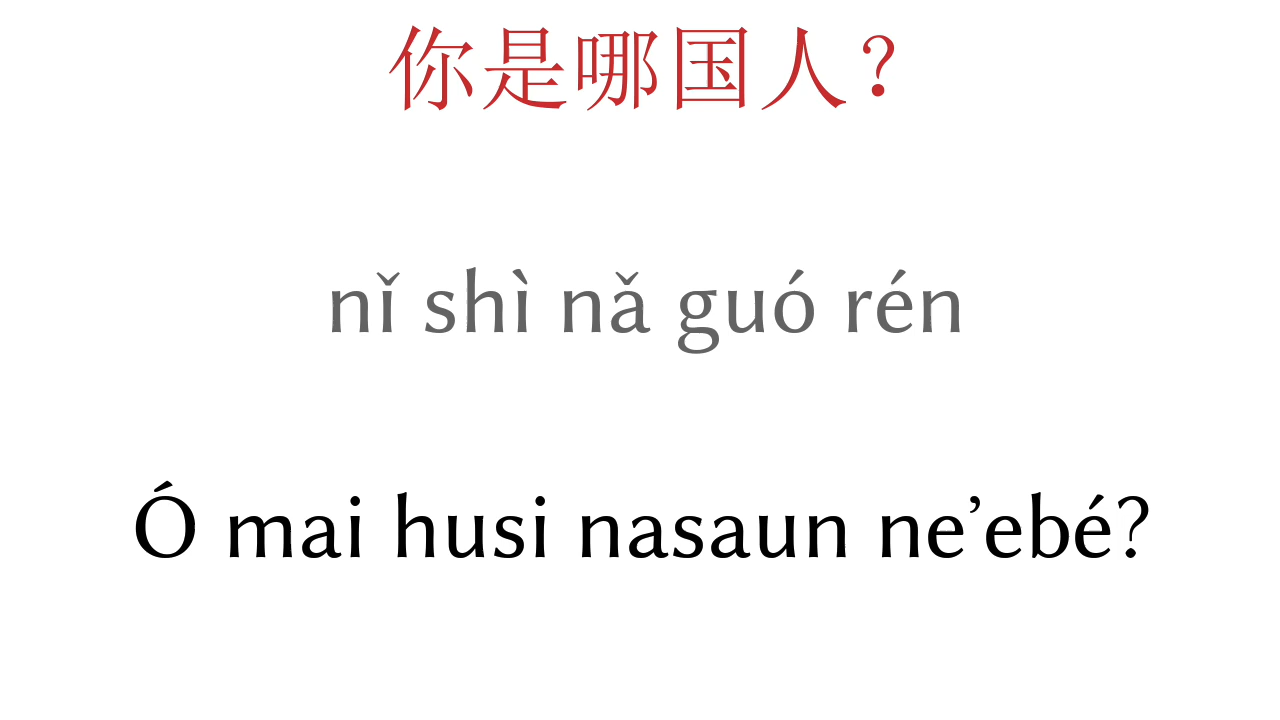 你是哪国人？
nǐ shì nǎ guó rén
Ó mai husi nasaun ne’ebé?